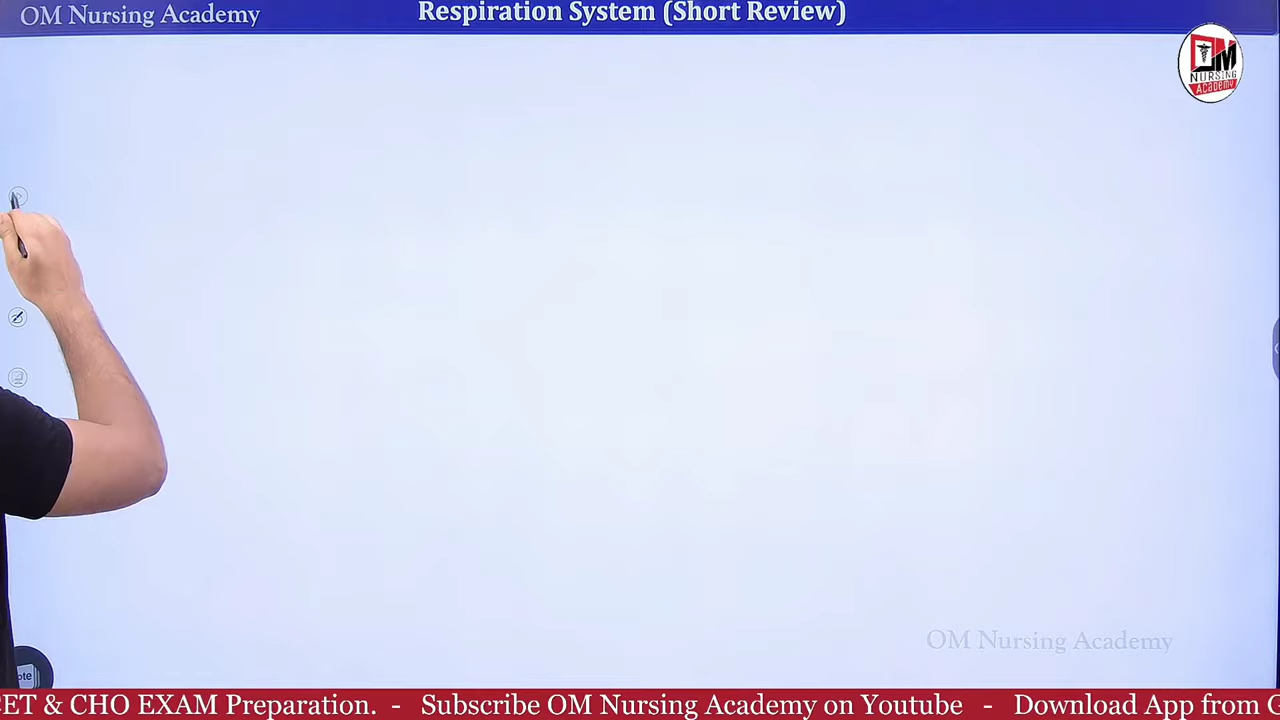 OM Nursing Academy
Respiration System (Short Review)
OM
NURSING
Academy
OM Nursing Academy
ET & CHO EXAM Preparation. - Subscribe OM Nursing Academy on Youtube - Download App from G